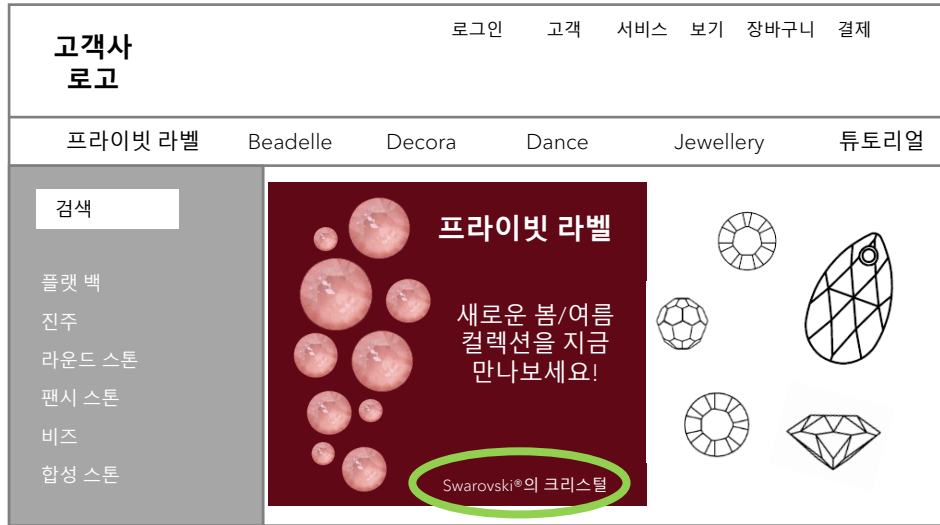 고객사
로고
로그인 고객 서비스 보기 장바구니 결제
프라이빗 라벨 Beadelle Decora Dance Jewellery 튜토리얼
검색
플랫 백
진주
라운드 스톤
팬시 스톤
비즈
합성 스톤
프라이빗 라벨
새로운 봄/여름
컬렉션을 지금
만나보세요!
Swarovski®의 크리스털